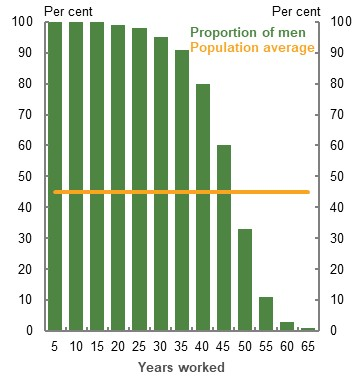 Per cent Per cent
Proportion of men
Population average
100 100
90 90
80 80
70 70
60 60
50 50
40 40
30 30
20 20
10 10
0 0
5 10 15 20 25 30 35 40 45 50 55 60 65
Years worked